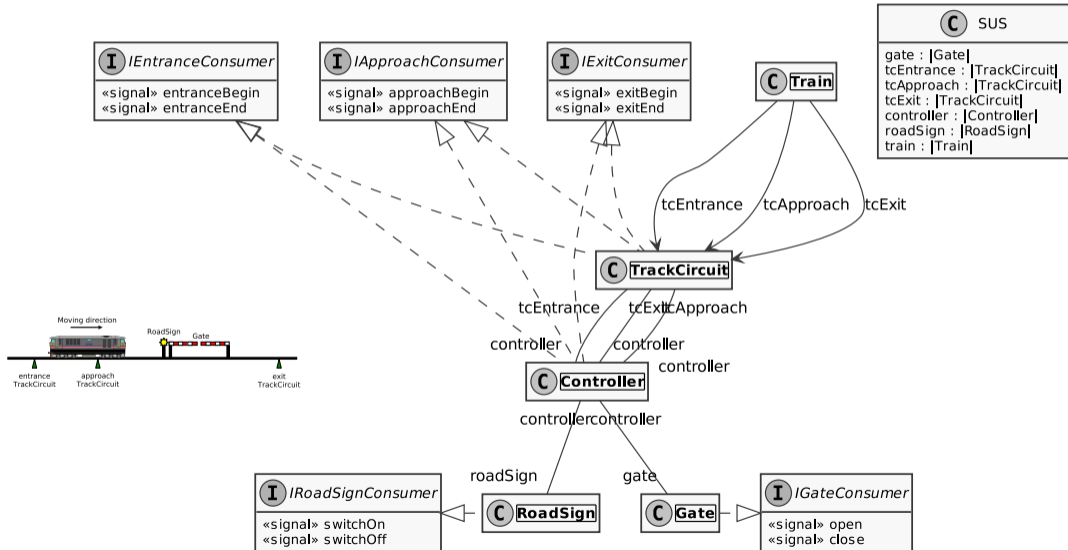 I IEntranceConsumer
«signal» entranceBegin
«signal» entranceEnd
I IApproachConsumer
«signal» approachBegin
«signal» approachEnd
I IExitConsumer
«signal» exitBegin
«signal» exitEnd
C Train
C SUS
gate : |Gate|
tcEntrance : |TrackCircuit|
tcApproach : |TrackCircuit|
tcExit : |TrackCircuit|
controller : |Controller|
roadSign : |RoadSign|
train : |Train|
tcEntrance
tcApproach
tcExit
C TrackCircuit
tcEntrance
tcExit
tcApproach
controller
controller
controller
Moving direction
RoadSign
Gate
entrance
TrackCircuit
approach
TrackCircuit
exit
TrackCircuit
C Controller
controller
controller
roadSign
gate
I IRoadSignConsumer
«signal» switchOn
«signal» switchOff
C RoadSign
C Gate
I IGateConsumer
«signal» open
«signal» close